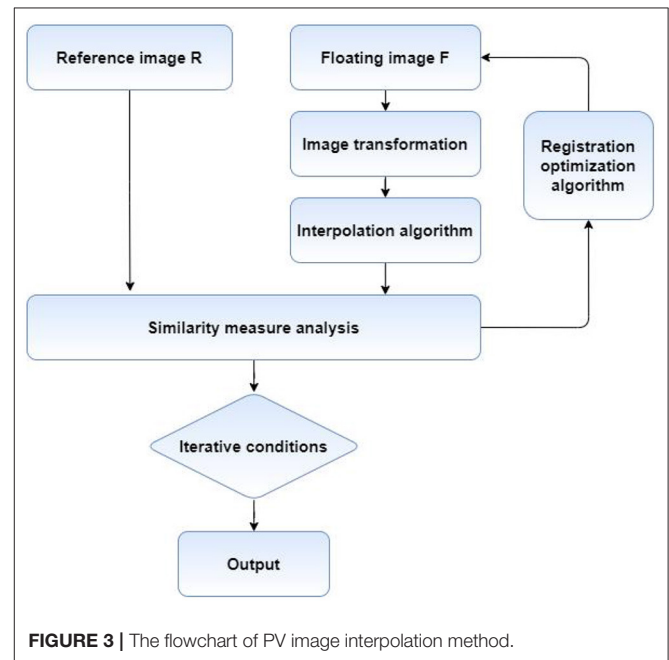 Reference image R
Floating image F
Image transformation
Registration
optimization
algorithm
Interpolation algorithm
Similarity measure analysis
Iterative conditions
Output
FIGURE 3 | The flowchart of PV image interpolation method.